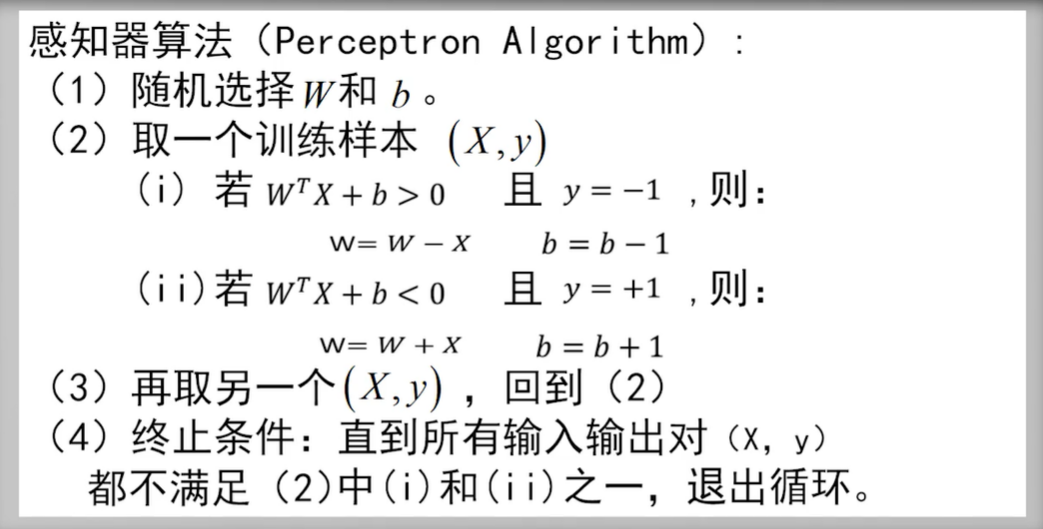 感知器算法（Perceptron Algorithm）:
（1）随机选择W和 b 。
（2）取一个训练样本 (X,y)
（i）若 WᵀX + b > 0 且 y = −1 ,则：
w= W − X b = b − 1
（ii)若 WᵀX + b < 0 且 y = +1 ,则：
w= W + X b = b + 1
（3）再取另一个(X,y) ，回到（2）
（4）终止条件：直到所有输入输出对（X，y）
都不满足（2)中(i)和(ii)之一，退出循环。